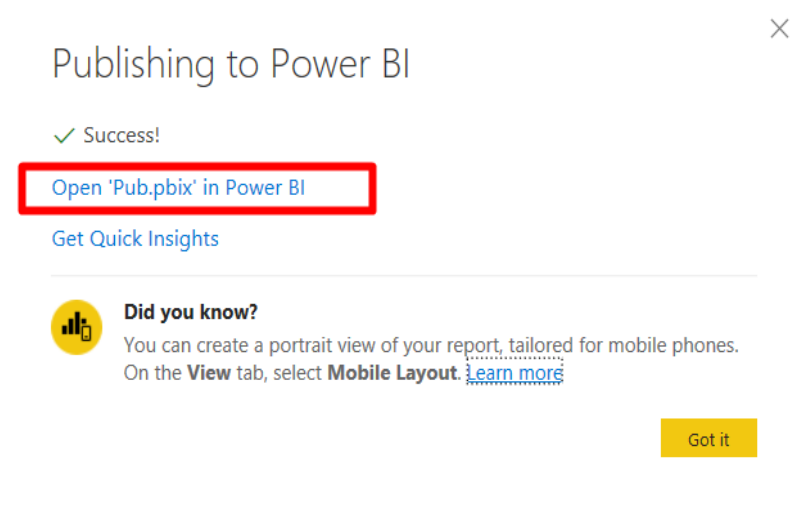 Publishing to Power BI
Success!
Open 'Pub.pbix' in Power BI
Get Quick Insights
Did you know?
You can create a portrait view of your report, tailored for mobile phones.
On the View tab, select Mobile Layout. Learn more
Got it